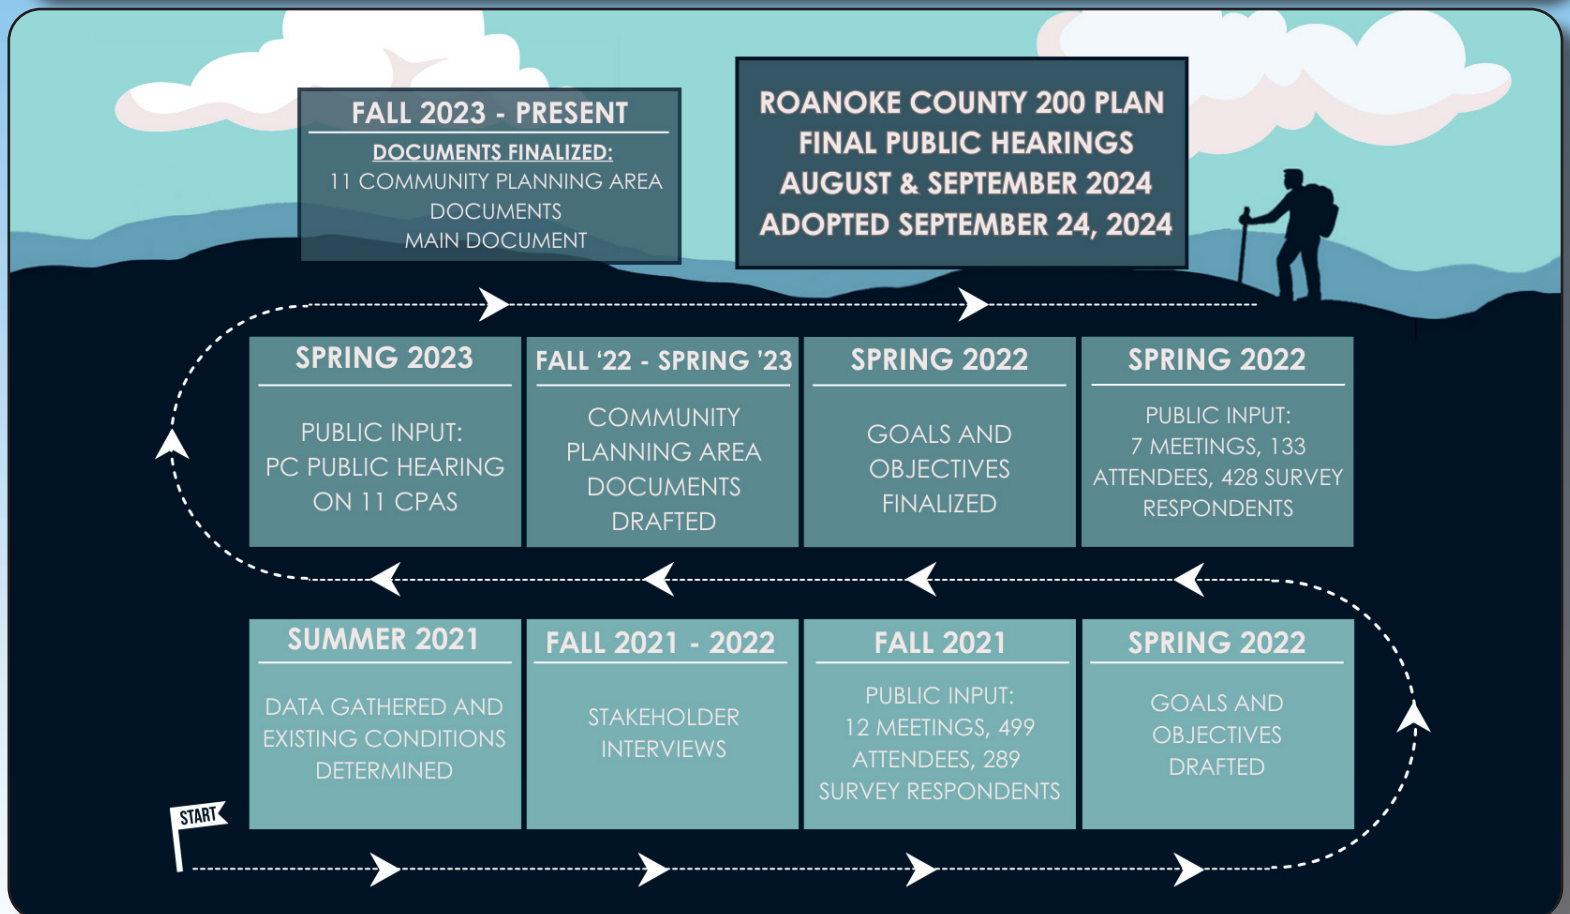 FALL 2023 - PRESENT
DOCUMENTS FINALIZED:
11 COMMUNITY PLANNING AREA
DOCUMENTS
MAIN DOCUMENT
ROANOKE COUNTY 200 PLAN
FINAL PUBLIC HEARINGS
AUGUST & SEPTEMBER 2024
ADOPTED SEPTEMBER 24, 2024
SPRING 2023
PUBLIC INPUT:
PC PUBLIC HEARING
ON 11 CPAS
FALL ‘22 - SPRING ’23
COMMUNITY
PLANNING AREA
DOCUMENTS
DRAFTED
SPRING 2022
GOALS AND
OBJECTIVES
FINALIZED
SPRING 2022
PUBLIC INPUT:
7 MEETINGS, 133
ATTENDEES, 428 SURVEY
RESPONDENTS
SUMMER 2021
DATA GATHERED AND
EXISTING CONDITIONS
DETERMINED
FALL 2021 - 2022
STAKEHOLDER
INTERVIEWS
FALL 2021
PUBLIC INPUT:
12 MEETINGS, 499
ATTENDEES, 289
SURVEY RESPONDENTS
SPRING 2022
GOALS AND
OBJECTIVES
DRAFTED
START